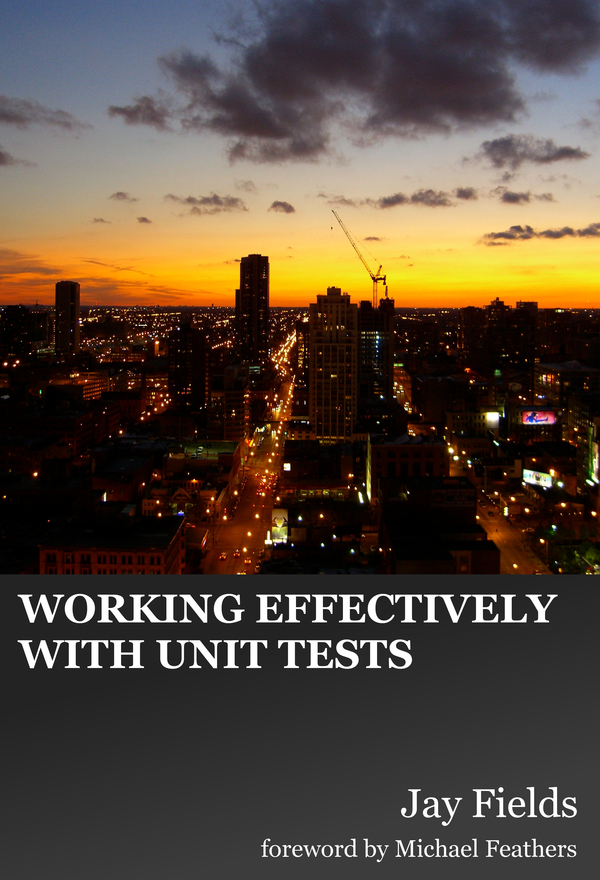 WORKING EFFECTIVELY
WITH UNIT TESTS
Jay Fields
foreword by Michael Feathers